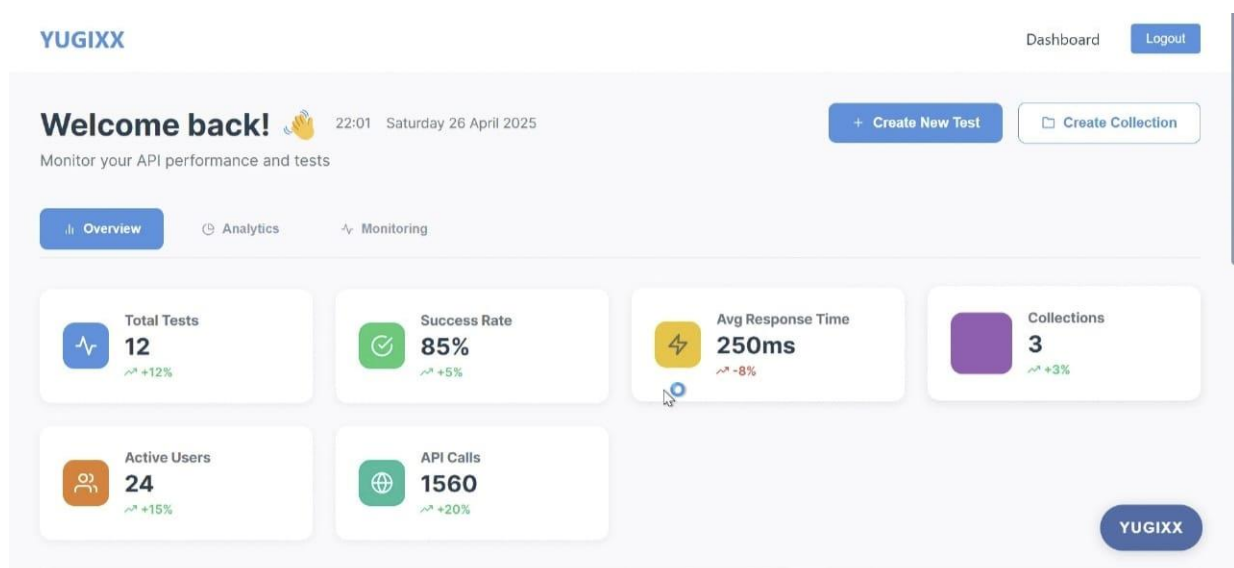 YUGIXX
Dashboard
Logout
Welcome back! 👋 22:01 Saturday 26 April 2025
+ Create New Test
Create Collection
Monitor your API performance and tests
Overview
Analytics
Monitoring
Total Tests
12
+12%
Success Rate
85%
+5%
Avg Response Time
250ms
-8%
Collections
3
+3%
Active Users
24
+15%
API Calls
1560
+20%
YUGIXX